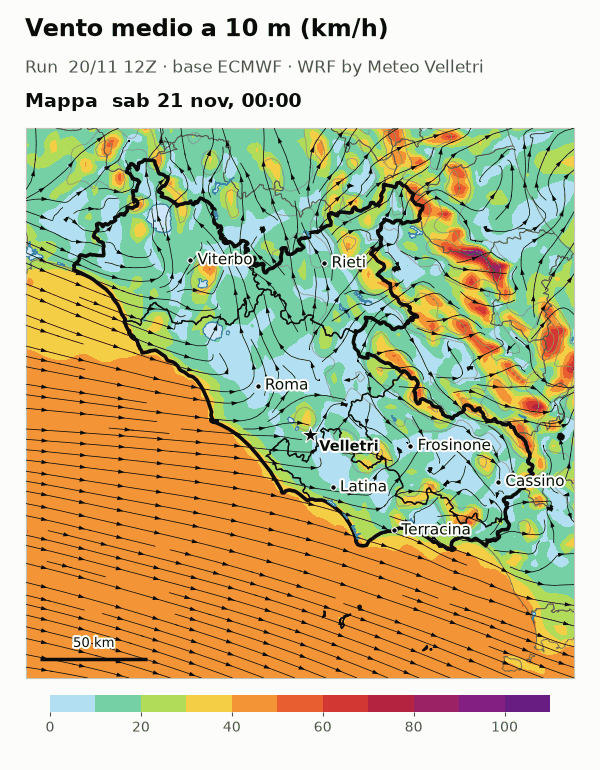 Vento medio a 10 m (km/h)
Run  20/11 12Z · base ECMWF · WRF by Meteo Velletri
Mappa  sab 21 nov, 00:00
Viterbo
Rieti
Roma
Velletri
Frosinone
Latina
Cassino
Terracina
50 km
0 20 40 60 80 100